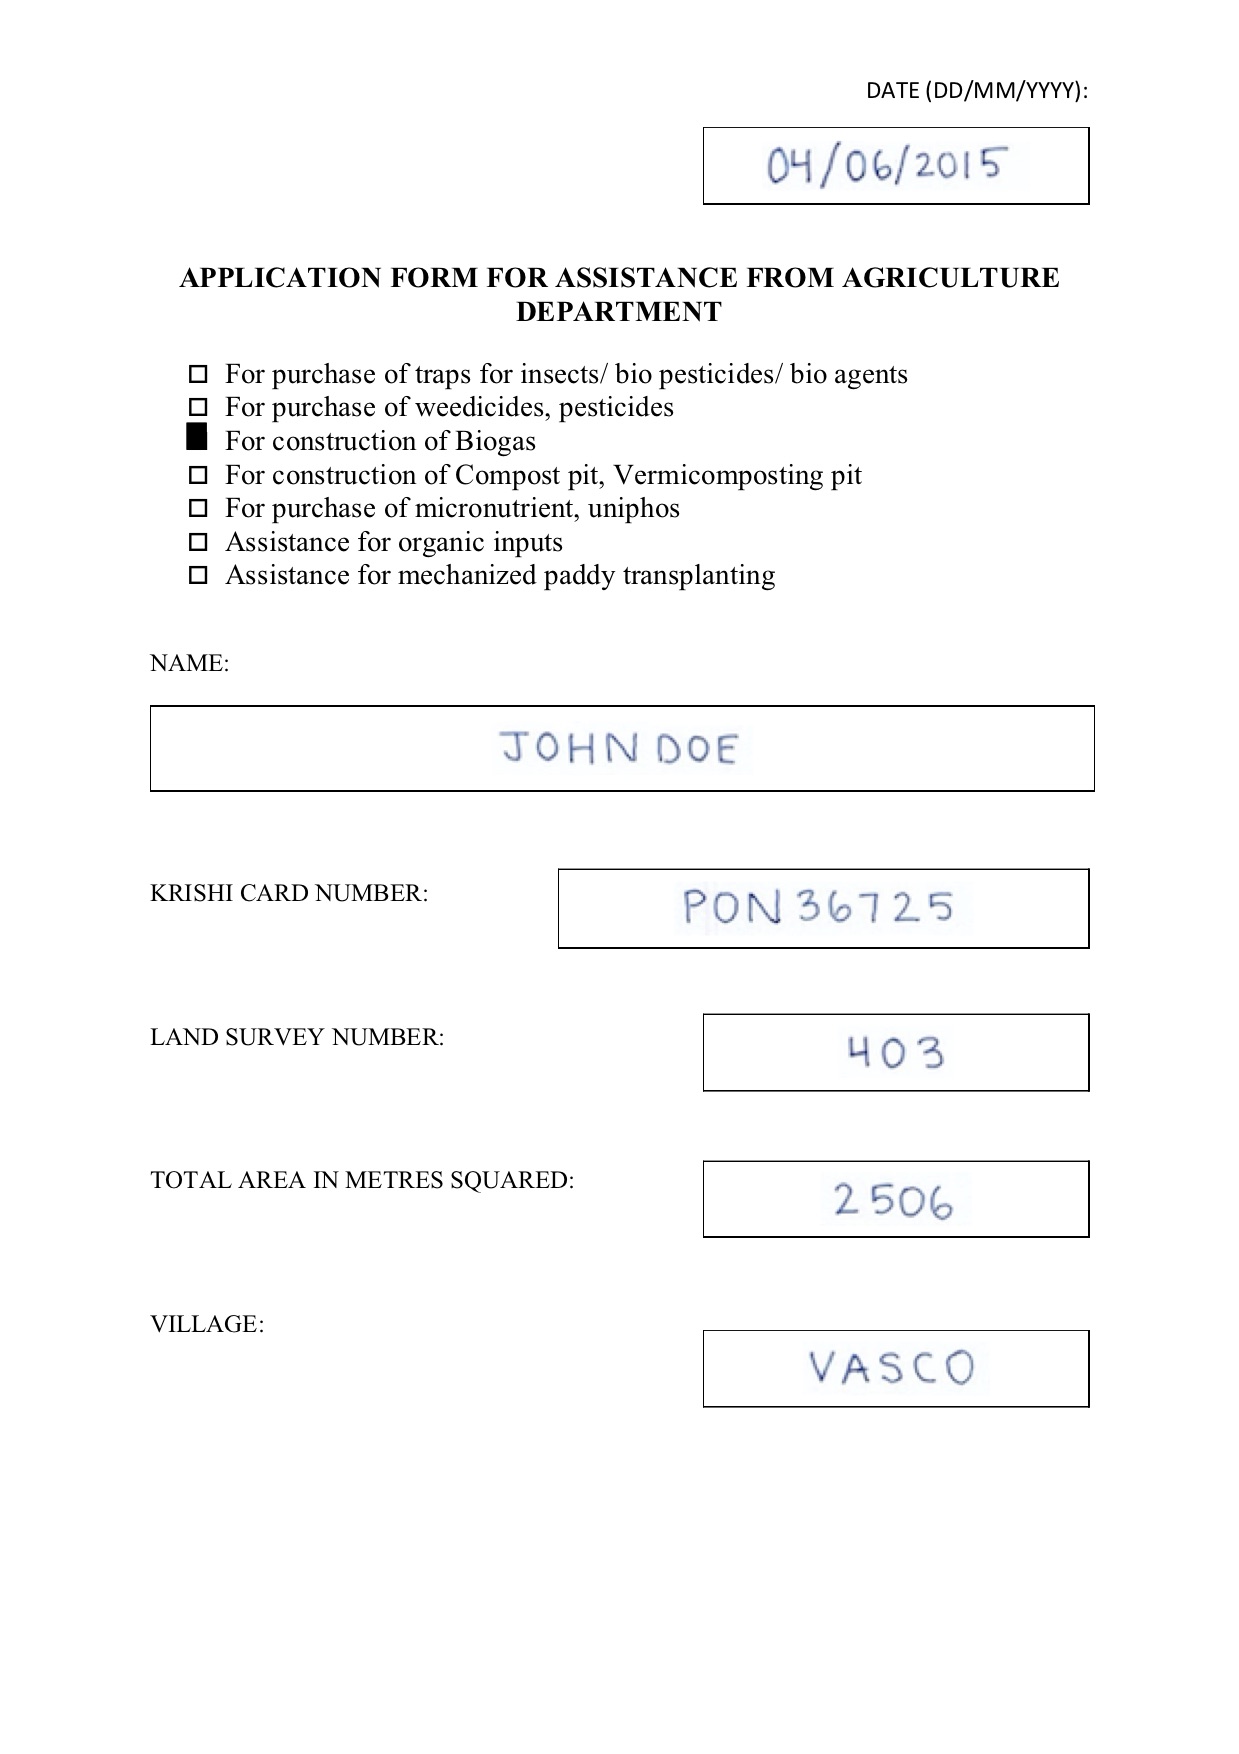 DATE (DD/MM/YYYY):
04/06/2015
APPLICATION FORM FOR ASSISTANCE FROM AGRICULTURE
DEPARTMENT
☐ For purchase of traps for insects/ bio pesticides/ bio agents
☐ For purchase of weedicides, pesticides
■ For construction of Biogas
☐ For construction of Compost pit, Vermicomposting pit
☐ For purchase of micronutrient, uniphos
☐ Assistance for organic inputs
☐ Assistance for mechanized paddy transplanting
NAME:
JOHN DOE
KRISHI CARD NUMBER:
PON36725
LAND SURVEY NUMBER:
403
TOTAL AREA IN METRES SQUARED:
2506
VILLAGE:
VASCO